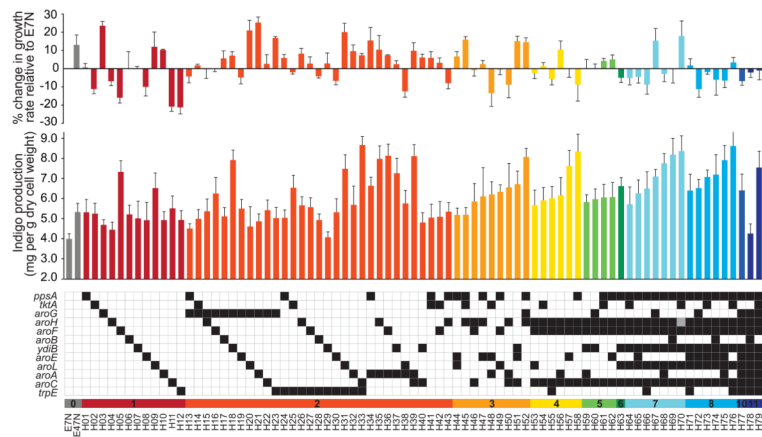 % change in growth
rate relative to E7N
30
20
10
0
-10
-20
-30
Indigo production
(mg per g dry cell weight)
9.0
8.0
7.0
6.0
5.0
4.0
3.0
2.0
ppsA
tktA
aroG
aroH
aroF
aroB
ydiB
aroE
aroL
aroA
aroC
trpE
0 1 2 3 4 5 6 7 8 10 11
E7N E47N H01 H02 H03 H04 H05 H06 H07 H08 H09 H10 H11 H12 H13 H14 H15 H16 H17 H18 H19 H20 H21 H22 H23 H24 H25 H26 H27 H28 H29 H30 H31 H32 H33 H34 H35 H36 H37 H38 H39 H40 H41 H42 H43 H44 H45 H46 H47 H48 H49 H50 H51 H52 H53 H54 H55 H56 H57 H58 H59 H60 H61 H62 H63 H64 H65 H66 H67 H68 H69 H70 H71 H72 H73 H74 H75 H76 H77 H78 H79